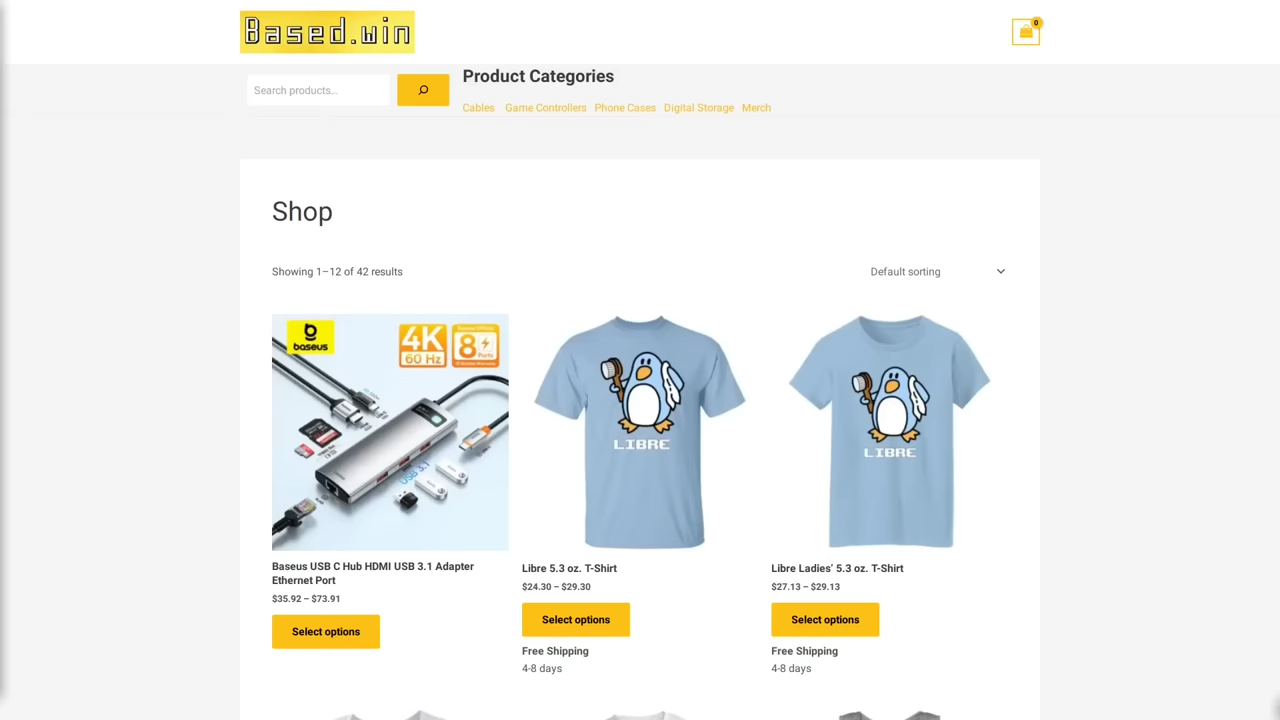 Based.win
0
Search products…
Product Categories
Cables Game Controllers Phone Cases Digital Storage Merch
Shop
Showing 1–12 of 42 results
Default sorting
baseus
4K
60 Hz
8
Ports
USB 3.1
LIBRE
LIBRE
Baseus USB C Hub HDMI USB 3.1 Adapter
Ethernet Port
$35.92 – $73.91
Select options
Libre 5.3 oz. T-Shirt
$24.30 – $29.30
Select options
Free Shipping
4-8 days
Libre Ladies’ 5.3 oz. T-Shirt
$27.13 – $29.13
Select options
Free Shipping
4-8 days